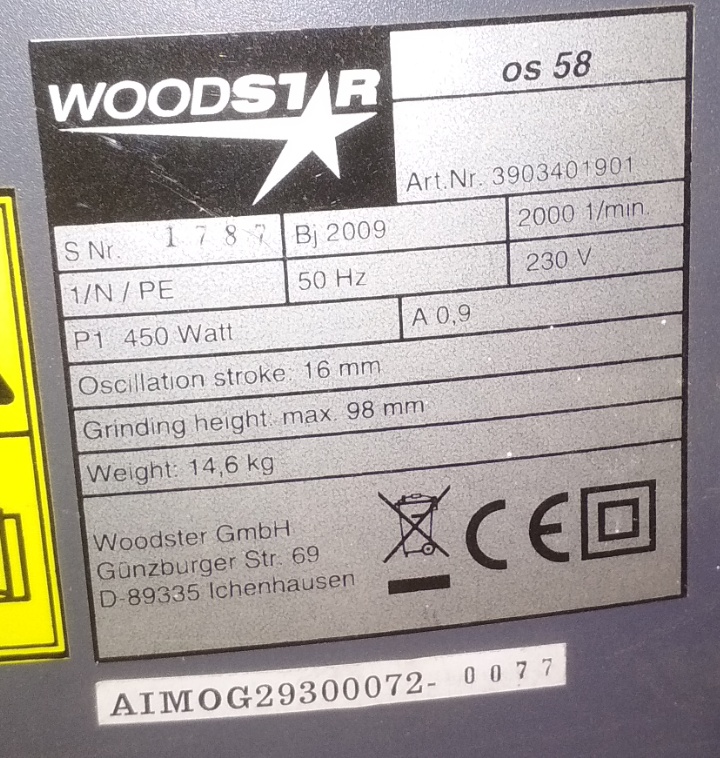 WOODSTAR
os 58
Art.Nr. 3903401901
S Nr. 1787
Bj 2009
2000 1/min.
1/N / PE
50 Hz
230 V
P1 450 Watt
A 0,9
Oscillation stroke: 16 mm
Grinding height: max. 98 mm
Weight: 14,6 kg
Woodster GmbH
Günzburger Str. 69
D-89335 Ichenhausen
CE
AIMOG29300072- 0077